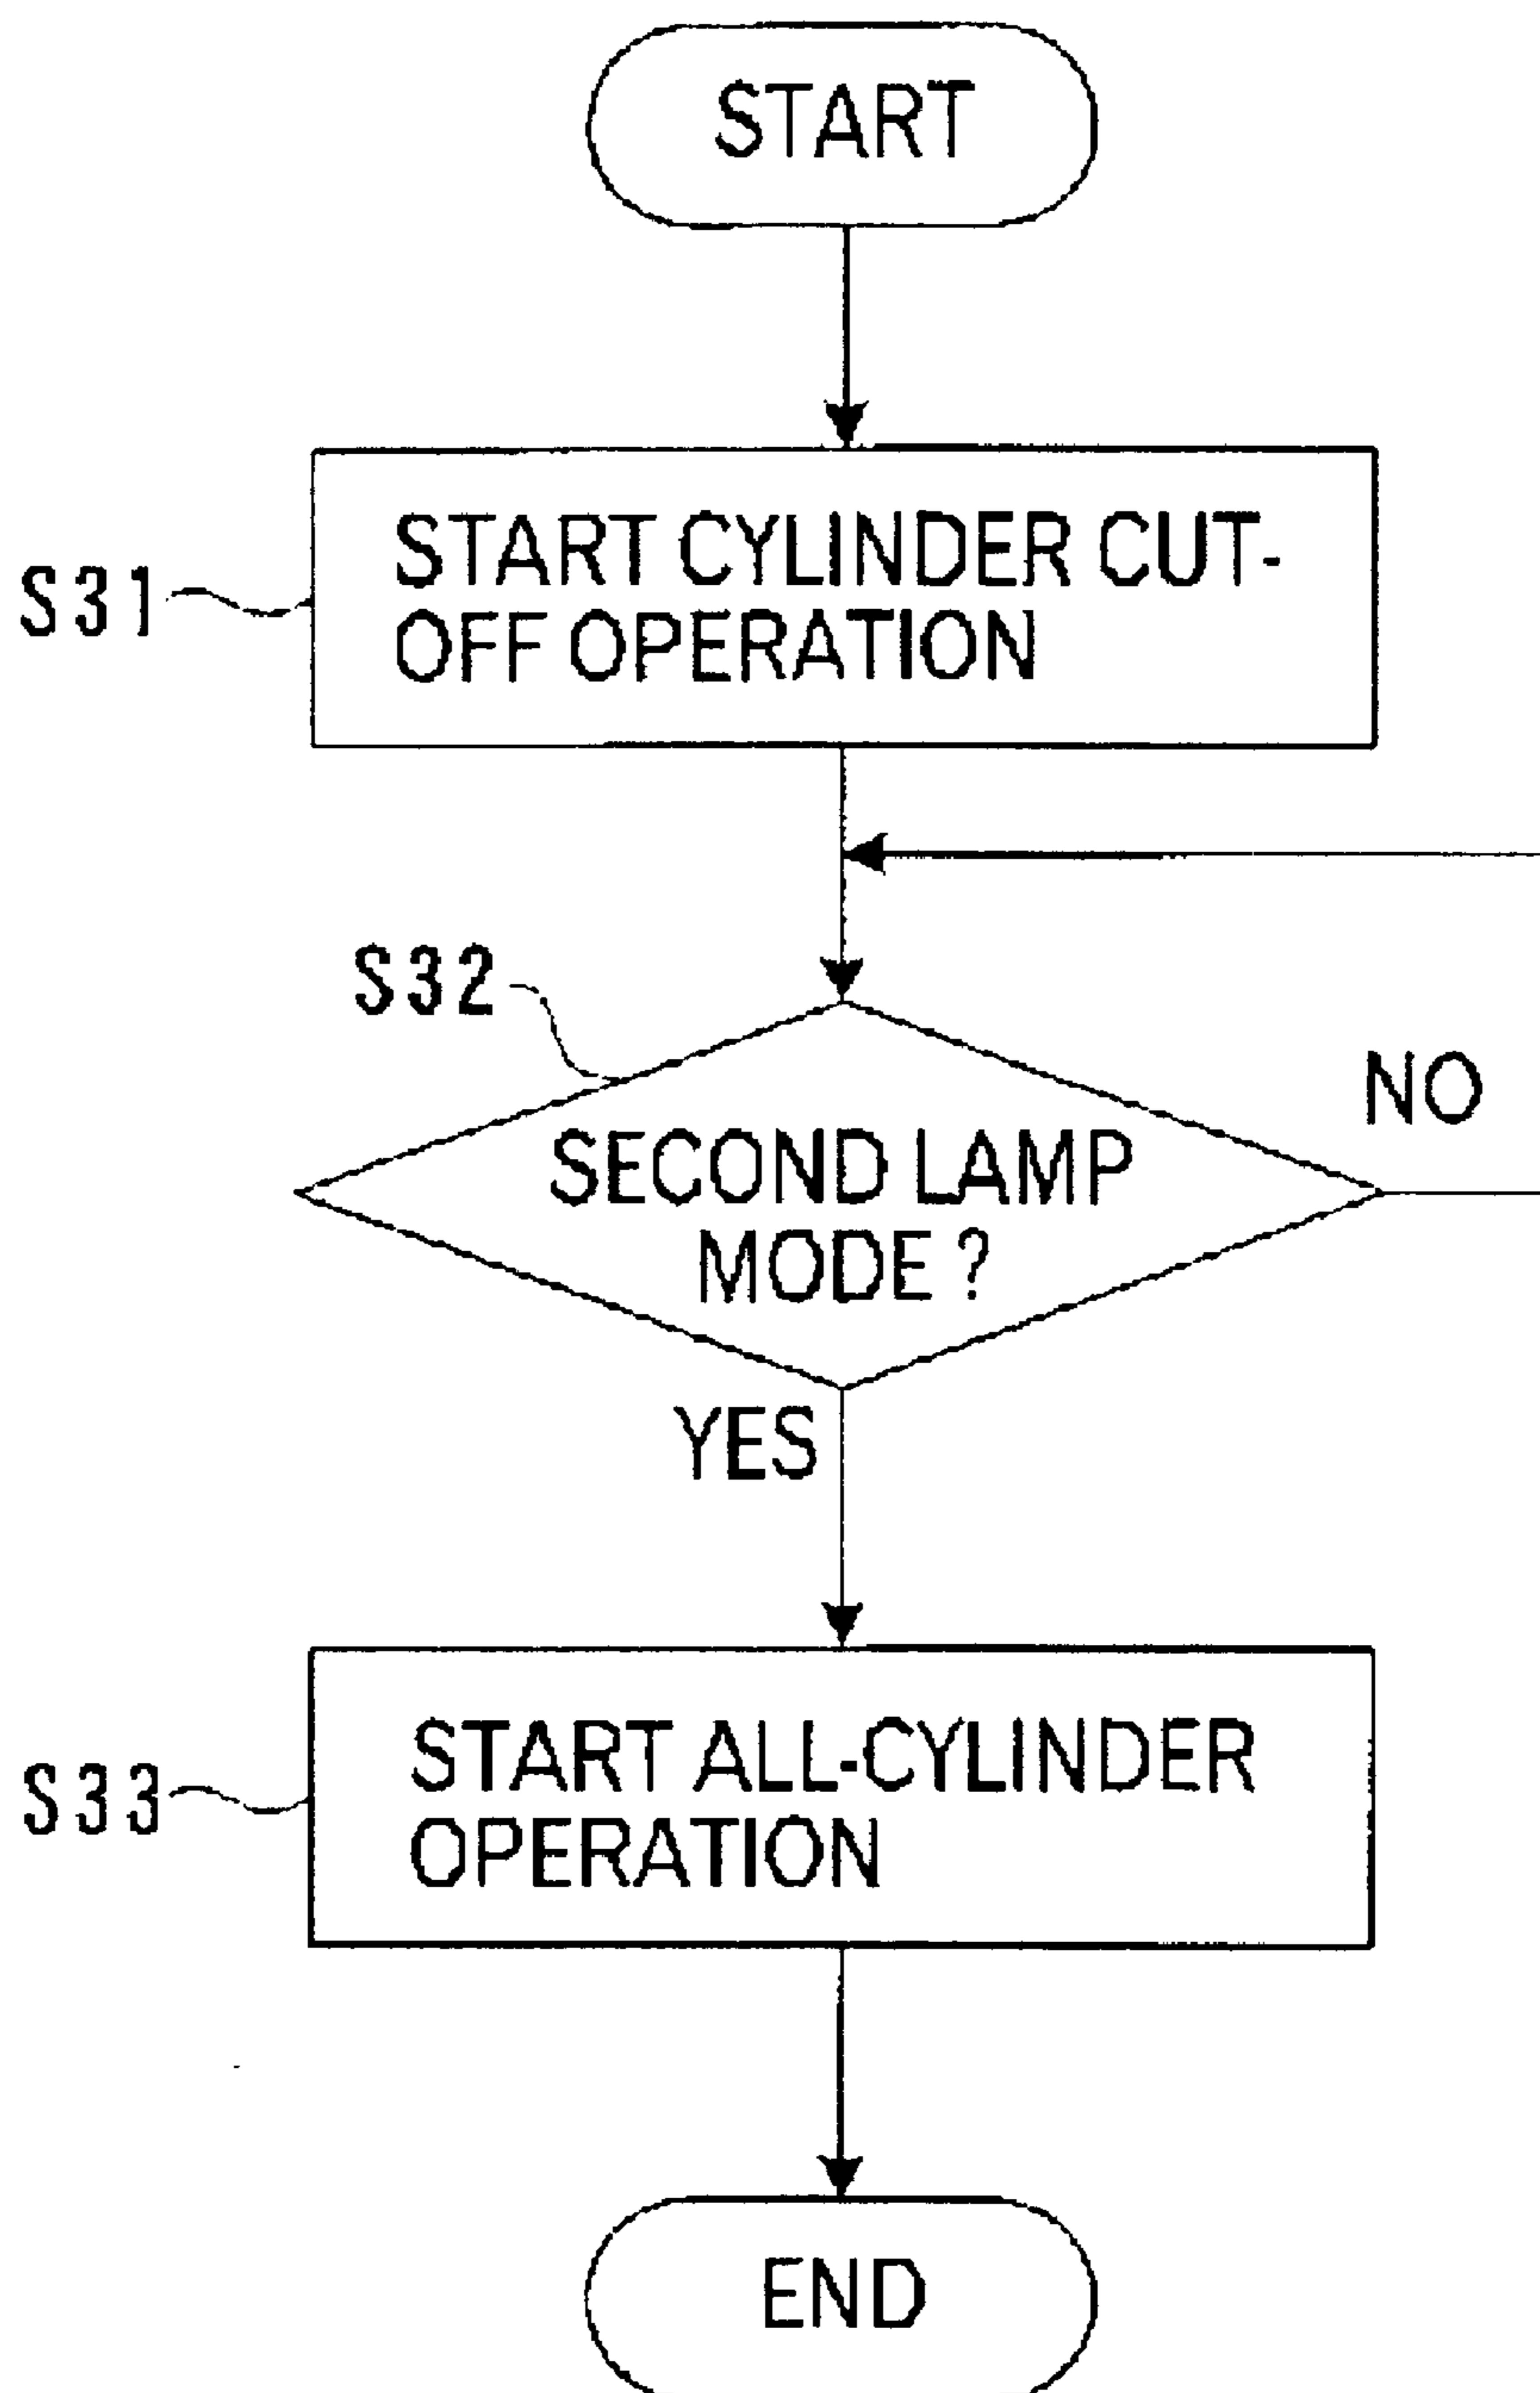 START
START CYLINDER CUT-
OFF OPERATION
S31
S32
NO
SECOND LAMP
MODE ?
YES
START ALL-CYLINDER
OPERATION
S33
END